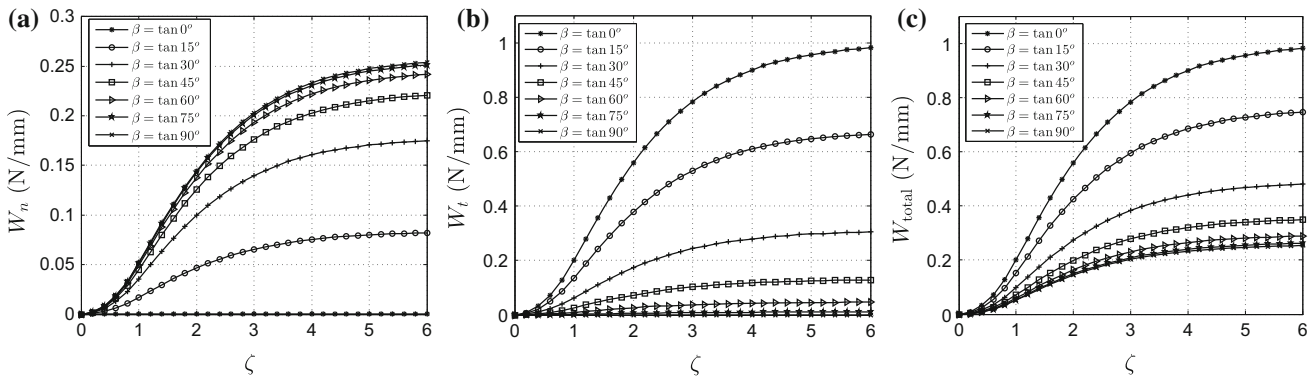 (a)
0.3
0.25
0.20
0.15
0.1
0.05
0
W_n (N/mm)
β = tan 0°
β = tan 15°
β = tan 30°
β = tan 45°
β = tan 60°
β = tan 75°
β = tan 90°
0 1 2 3 4 5 6
ζ
(b)
1
0.8
0.6
0.4
0.2
0
W_t (N/mm)
β = tan 0°
β = tan 15°
β = tan 30°
β = tan 45°
β = tan 60°
β = tan 75°
β = tan 90°
0 1 2 3 4 5 6
ζ
(c)
1
0.8
0.6
0.4
0.2
0
W_total (N/mm)
β = tan 0°
β = tan 15°
β = tan 30°
β = tan 45°
β = tan 60°
β = tan 75°
β = tan 90°
0 1 2 3 4 5 6
ζ